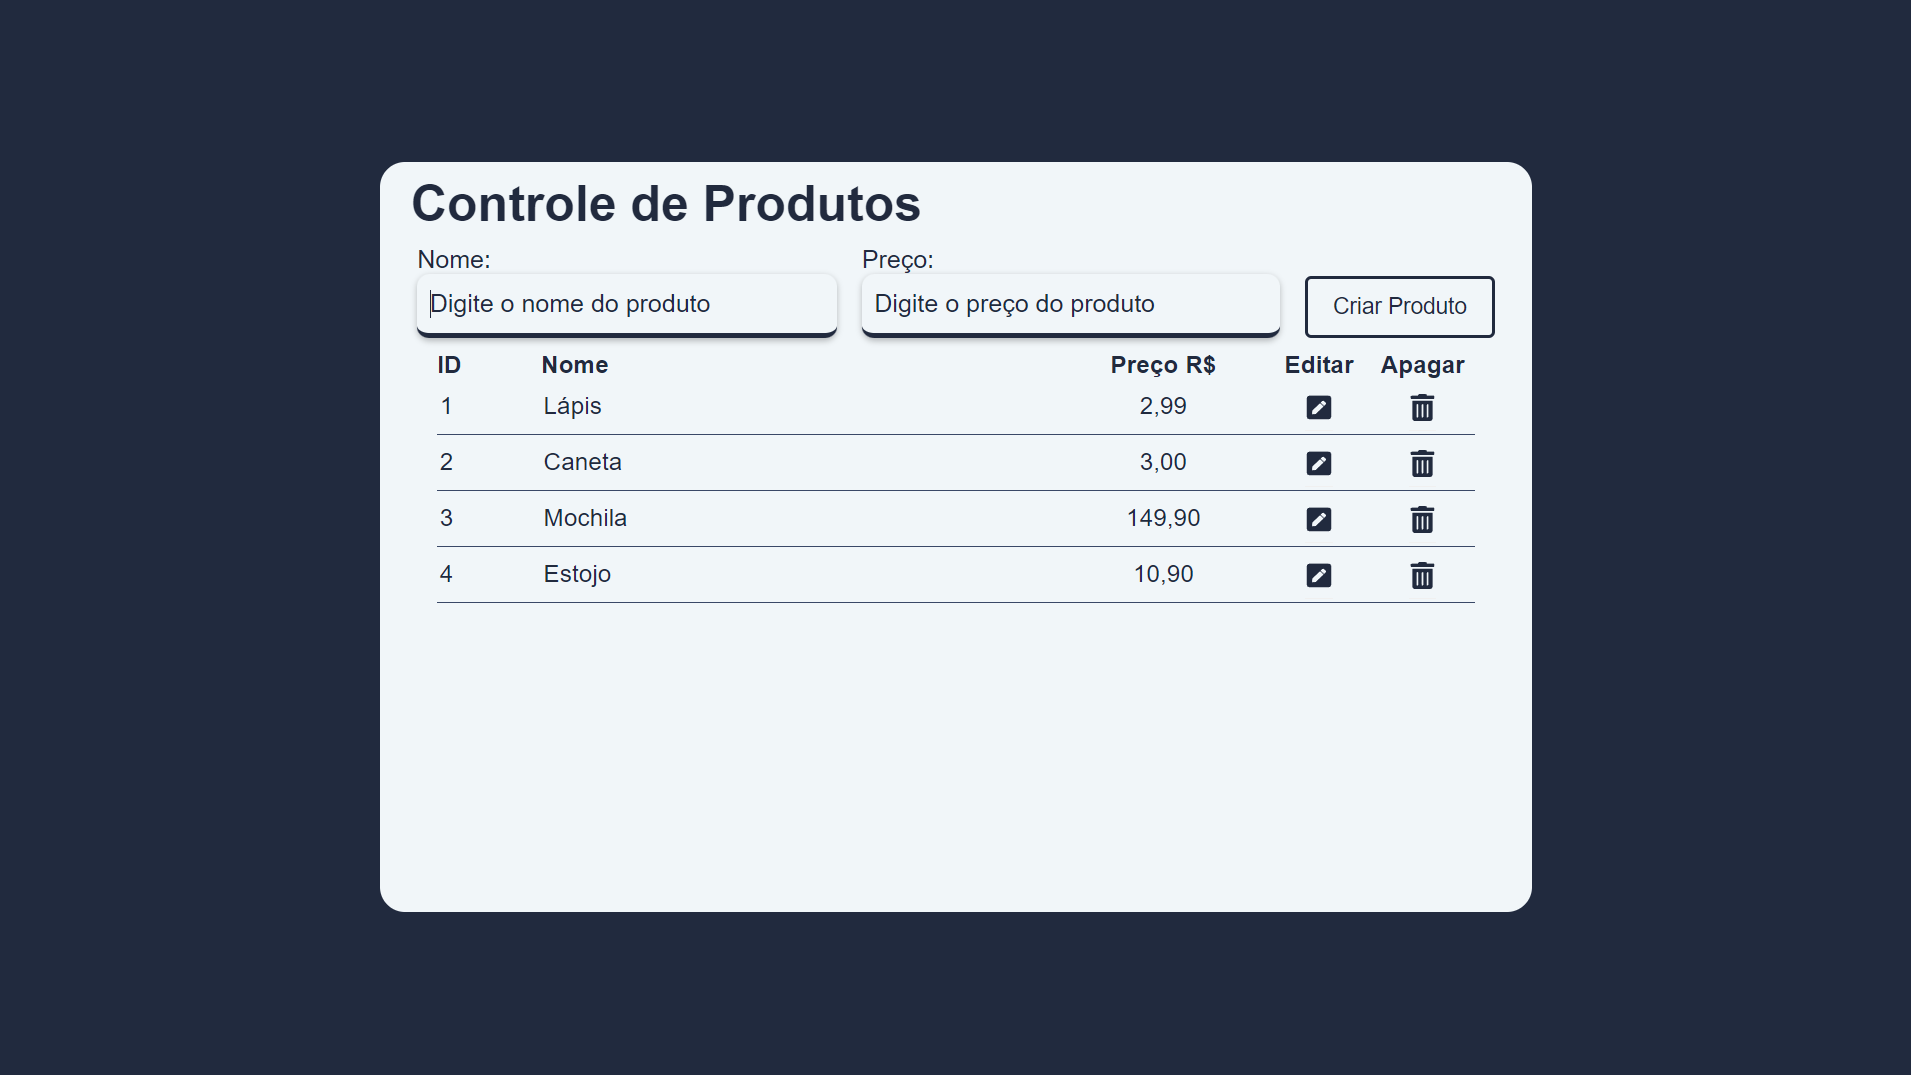 Controle de Produtos
Nome: Preço:
Digite o nome do produto Digite o preço do produto Criar Produto
ID Nome Preço R$ Editar Apagar
1 Lápis 2,99
2 Caneta 3,00
3 Mochila 149,90
4 Estojo 10,90